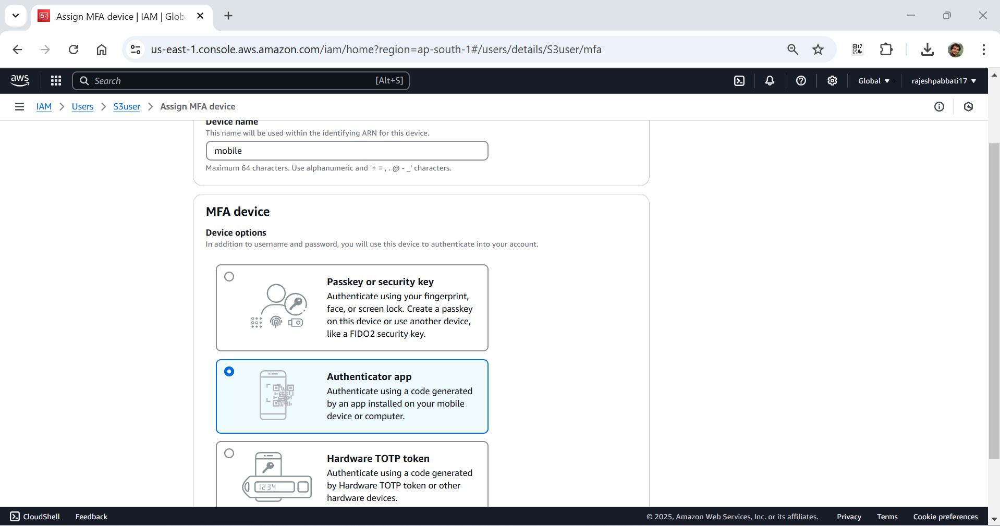 Assign MFA device | IAM | Glob
us-east-1.console.aws.amazon.com/iam/home?region=ap-south-1#/users/details/S3user/mfa
aws
Search
[Alt+S]
Global
rajeshpabbati17
IAM
Users
S3user
Assign MFA device
Device name
This name will be used within the identifying ARN for this device.
mobile
Maximum 64 characters. Use alphanumeric and '+ = , . @ - _' characters.
MFA device
Device options
In addition to username and password, you will use this device to authenticate into your account.
Passkey or security key
Authenticate using your fingerprint,
face, or screen lock. Create a passkey
on this device or use another device,
like a FIDO2 security key.
Authenticator app
Authenticate using a code generated
by an app installed on your mobile
device or computer.
1234
Hardware TOTP token
Authenticate using a code generated
by Hardware TOTP token or other
hardware devices.
CloudShell
Feedback
© 2025, Amazon Web Services, Inc. or its affiliates.
Privacy
Terms
Cookie preferences